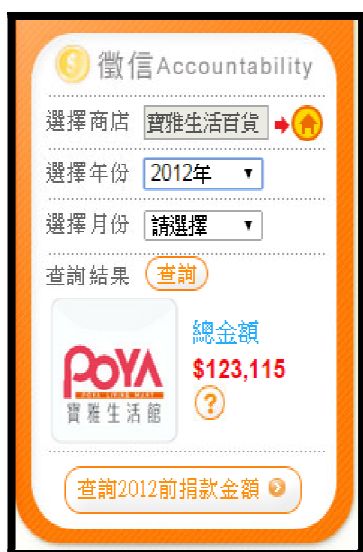 徵信Accountability
選擇商店 寶雅生活百貨
選擇年份 2012年
選擇月份 請選擇
查詢結果 查詢
POYA
POYA LIVING MART
寶雅生活館
總金額
$123,115
?
查詢2012前捐款金額